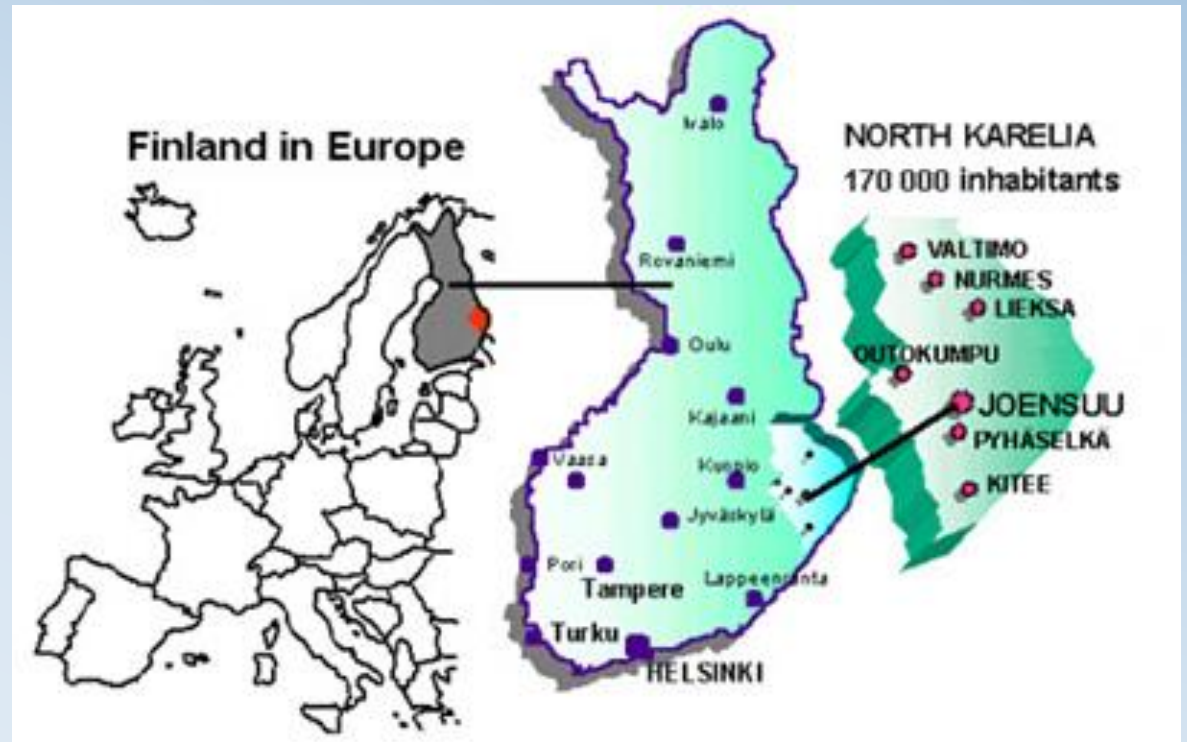 Finland in Europe
Ivalo
Rovaniemi
Oulu
Kajaani
Vaasa
Kuopio
Jyväskylä
Pori
Tampere
Lappeenranta
Turku
HELSINKI
NORTH KARELIA
170 000 inhabitants
VALTIMO
NURMES
LIEKSA
OUTOKUMPU
JOENSUU
PYHÄSELKÄ
KITEE